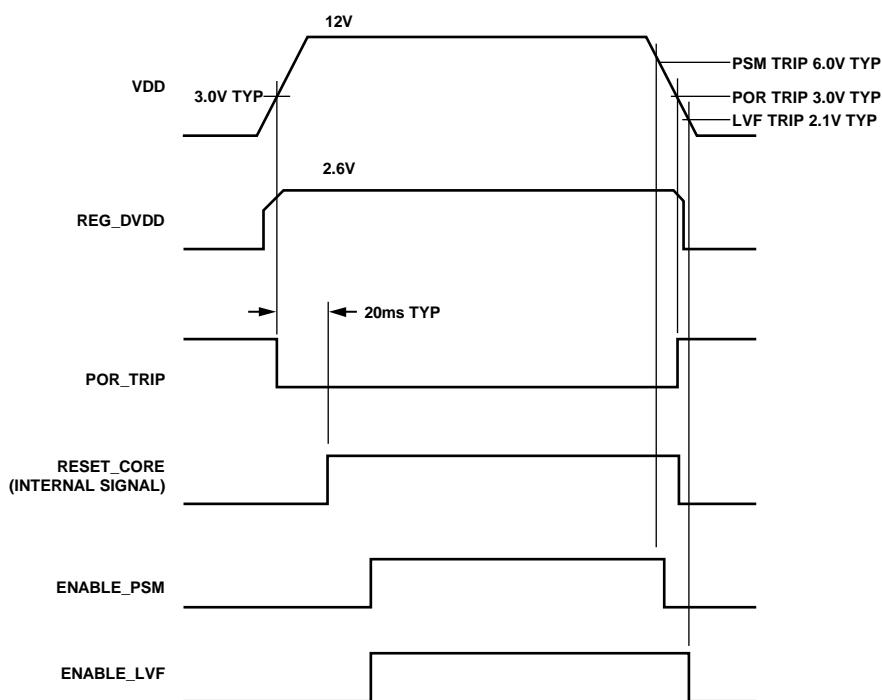 12V
VDD
3.0V TYP
PSM TRIP 6.0V TYP
POR TRIP 3.0V TYP
LVF TRIP 2.1V TYP
2.6V
REG_DVDD
20ms TYP
POR_TRIP
RESET_CORE
(INTERNAL SIGNAL)
ENABLE_PSM
ENABLE_LVF